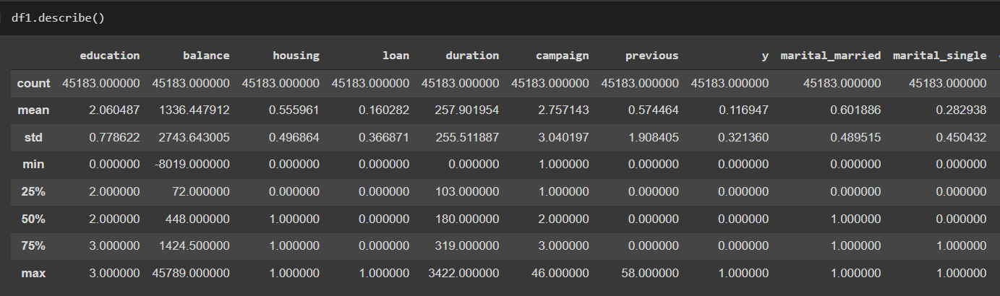 df1.describe()
education balance housing loan duration campaign previous y marital_married marital_single
count 45183.000000 45183.000000 45183.000000 45183.000000 45183.000000 45183.000000 45183.000000 45183.000000 45183.000000 45183.000000
mean 2.060487 1336.447912 0.555961 0.160282 257.901954 2.757143 0.574464 0.116947 0.601886 0.282938
std 0.778622 2743.643005 0.496864 0.366871 255.511887 3.040197 1.908405 0.321360 0.489515 0.450432
min 0.000000 -8019.000000 0.000000 0.000000 0.000000 1.000000 0.000000 0.000000 0.000000 0.000000
25% 2.000000 72.000000 0.000000 0.000000 103.000000 1.000000 0.000000 0.000000 0.000000 0.000000
50% 2.000000 448.000000 1.000000 0.000000 180.000000 2.000000 0.000000 0.000000 1.000000 0.000000
75% 3.000000 1424.500000 1.000000 0.000000 319.000000 3.000000 0.000000 0.000000 1.000000 1.000000
max 3.000000 45789.000000 1.000000 1.000000 3422.000000 46.000000 58.000000 1.000000 1.000000 1.000000